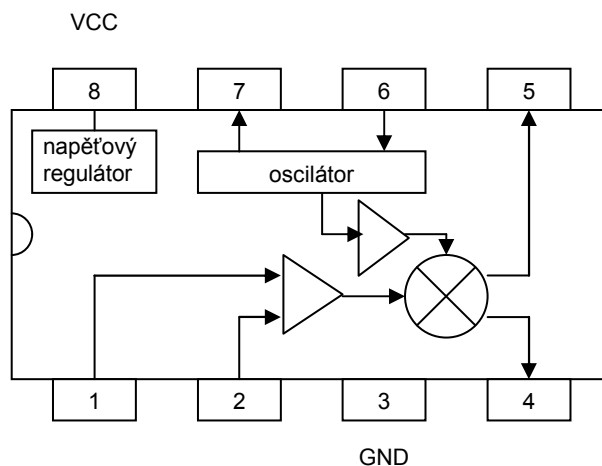 VCC
8 7 6 5
napěťový
regulátor
oscilátor
1 2 3 4
GND